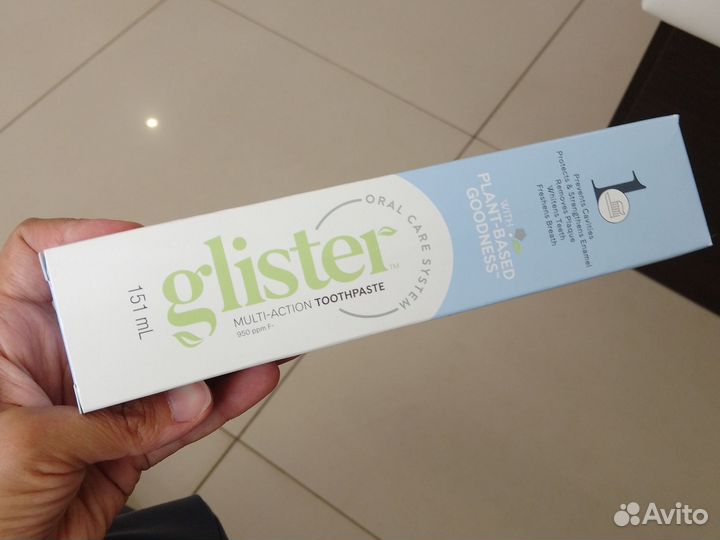 151 mL
glister™
MULTI-ACTION TOOTHPASTE
950 ppm F-
ORAL CARE SYSTEM
WITH
PLANT-BASED
GOODNESS™
1
Prevents Cavities
Protects & Strengthens Enamel
Removes Plaque
Whitens Teeth
Freshens Breath
Avito